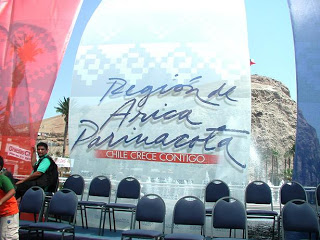 Región de
Arica
Parinacota
CHILE CRECE CONTIGO